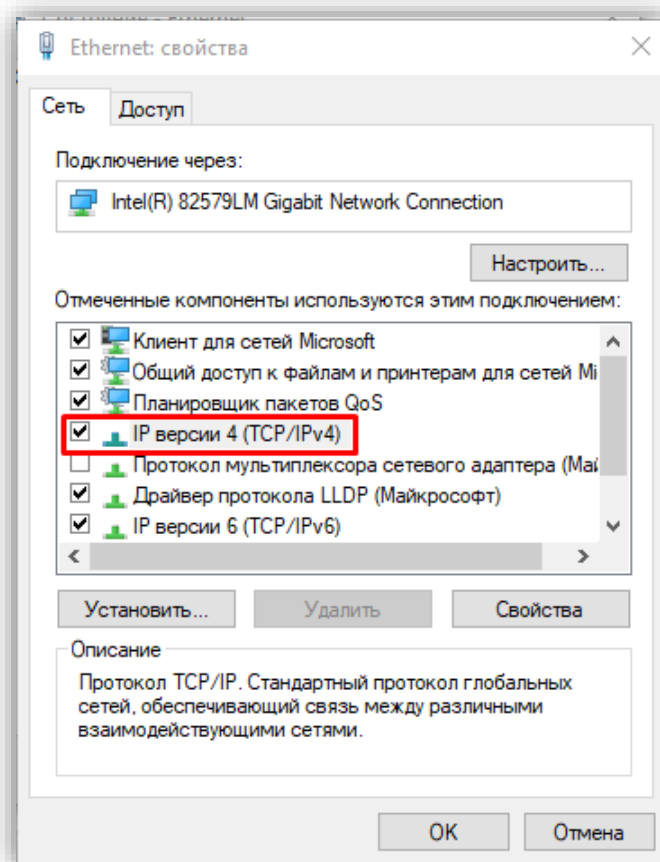 Ethernet: свойства
Сеть
Доступ
Подключение через:
Intel(R) 82579LM Gigabit Network Connection
Настроить...
Отмеченные компоненты используются этим подключением:
Клиент для сетей Microsoft
Общий доступ к файлам и принтерам для сетей Mi
Планировщик пакетов QoS
IP версии 4 (TCP/IPv4)
Протокол мультиплексора сетевого адаптера (Май
Драйвер протокола LLDP (Майкрософт)
IP версии 6 (TCP/IPv6)
Установить...
Удалить
Свойства
Описание
Протокол TCP/IP. Стандартный протокол глобальных
сетей, обеспечивающий связь между различными
взаимодействующими сетями.
OK
Отмена